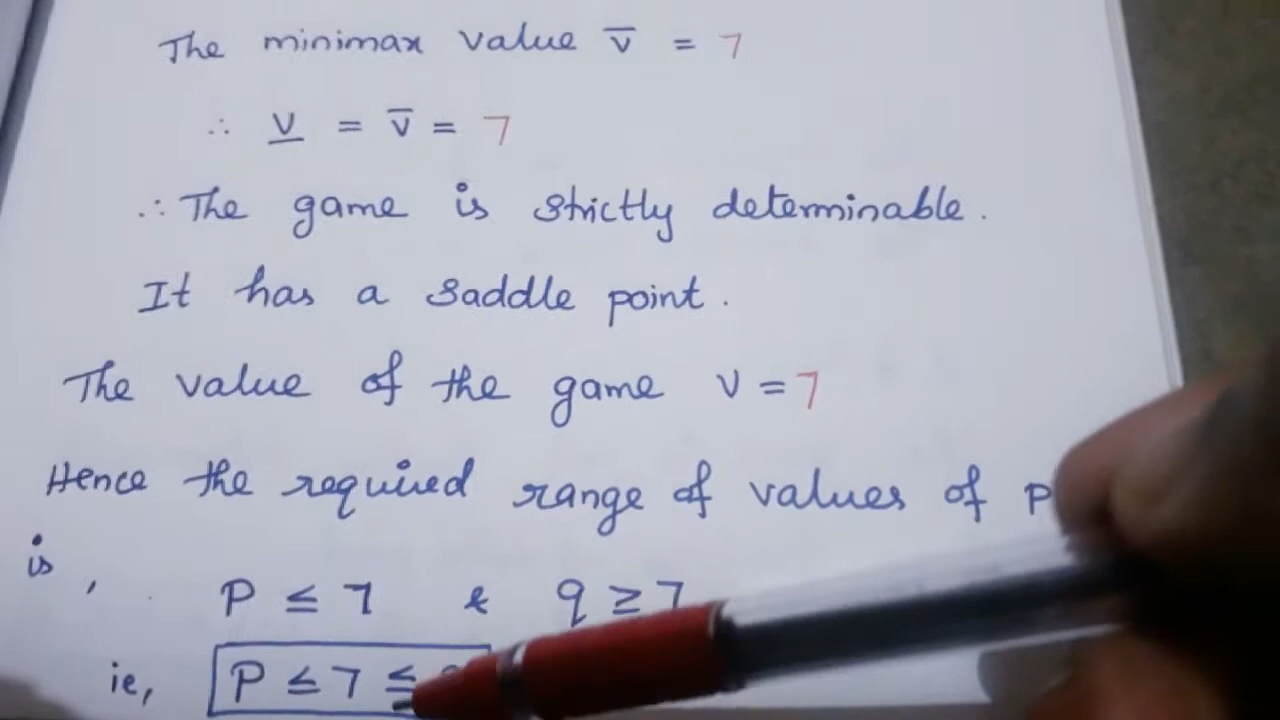 The minimax value v̅ = 7
∴ v̲ = v̅ = 7
∴ The game is strictly determinable.
It has a saddle point.
The value of the game V = 7
Hence the required range of values of P
is,
P ≤ 7 & q ≥ 7
ie, P ≤ 7 ≤